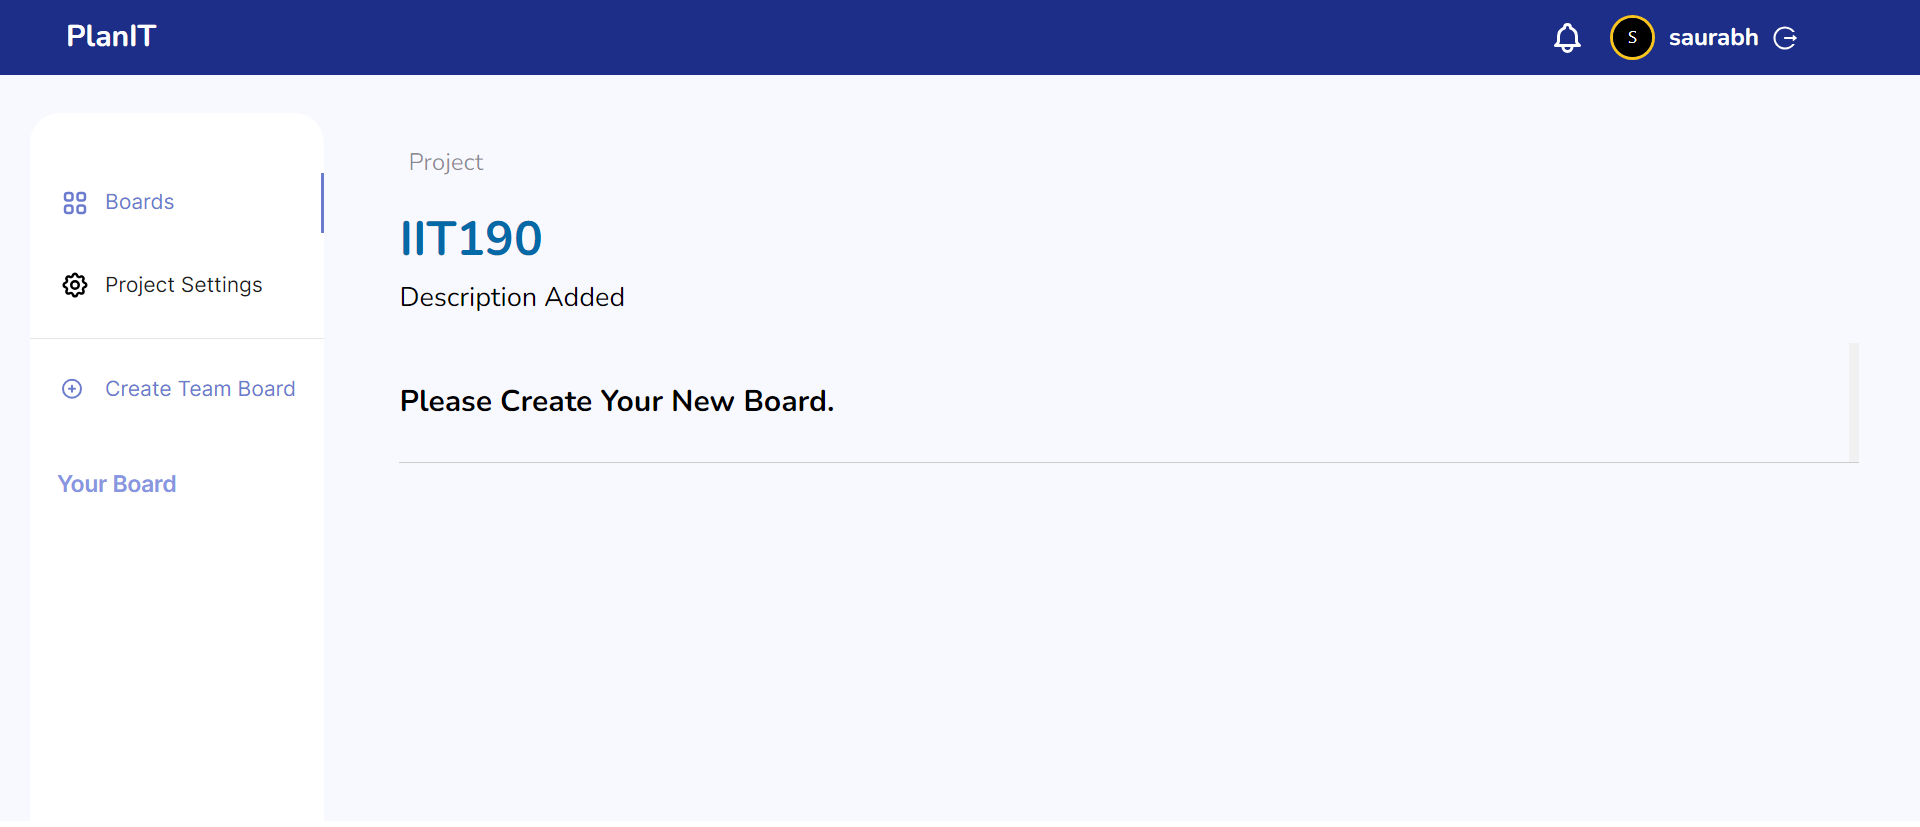 PlanIT
S
saurabh
Boards
Project Settings
Create Team Board
Your Board
Project
IIT190
Description Added
Please Create Your New Board.